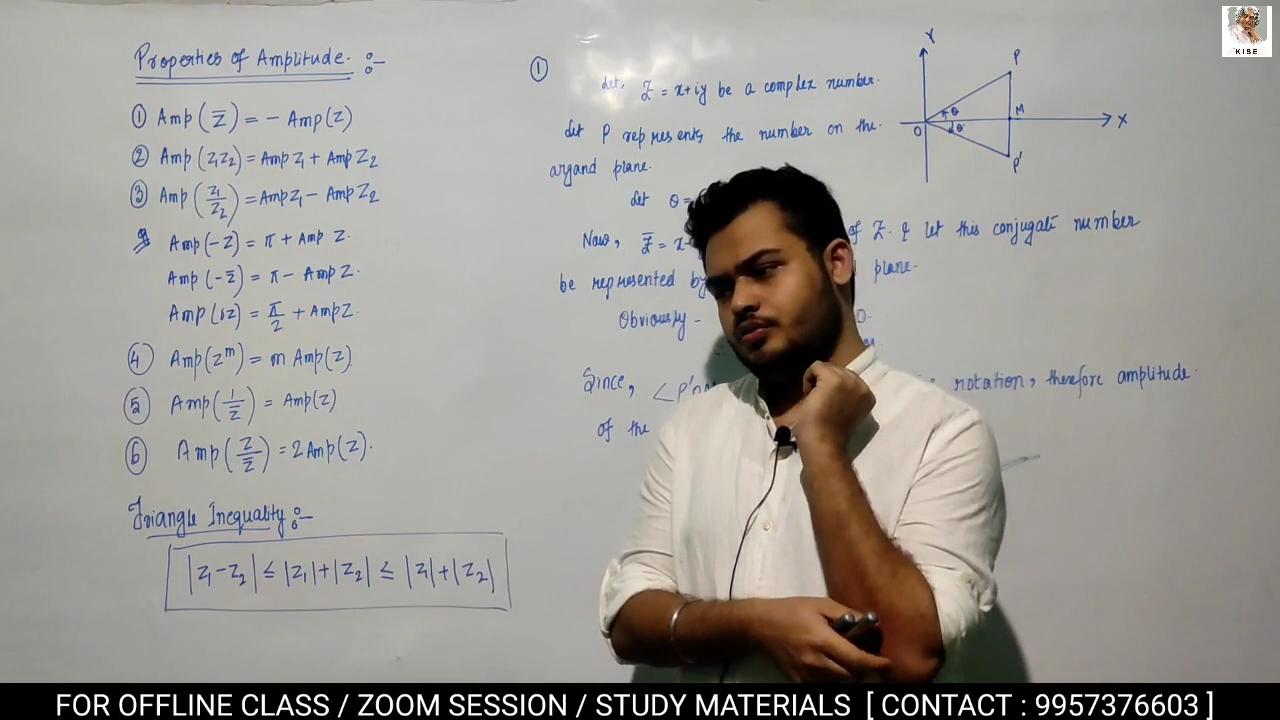 Properties of Amplitude :-
① Amp(z̅) = - Amp(z)
② Amp(z₁z₂) = Amp z₁ + Amp z₂
③ Amp(z₁/z₂) = Amp z₁ - Amp z₂
Amp(-z) = π + Amp z.
Amp(-z̅) = π - Amp z.
Amp(iz) = π/2 + Amp z.
④ Amp(zᵐ) = m Amp(z).
⑤ Amp(1/z̅) = Amp(z)
⑥ Amp(z/z̅) = 2 Amp(z).
Triangle Inequality :-
|z₁-z₂| ≤ |z₁|+|z₂| ≤ |z₁|+|z₂|
① Let, z = x+iy be a complex number.
Let P represents the number on the
argand plane.
Let θ =
Now, z̅ = x- of z. & let this conjugate number
be represented by plane.
Obviously -
Since, ∠P' rotation, therefore amplitude
of the
Y
P
θ
M
O
X
θ
P'
KISE
FOR OFFLINE CLASS / ZOOM SESSION / STUDY MATERIALS [ CONTACT : 9957376603 ]